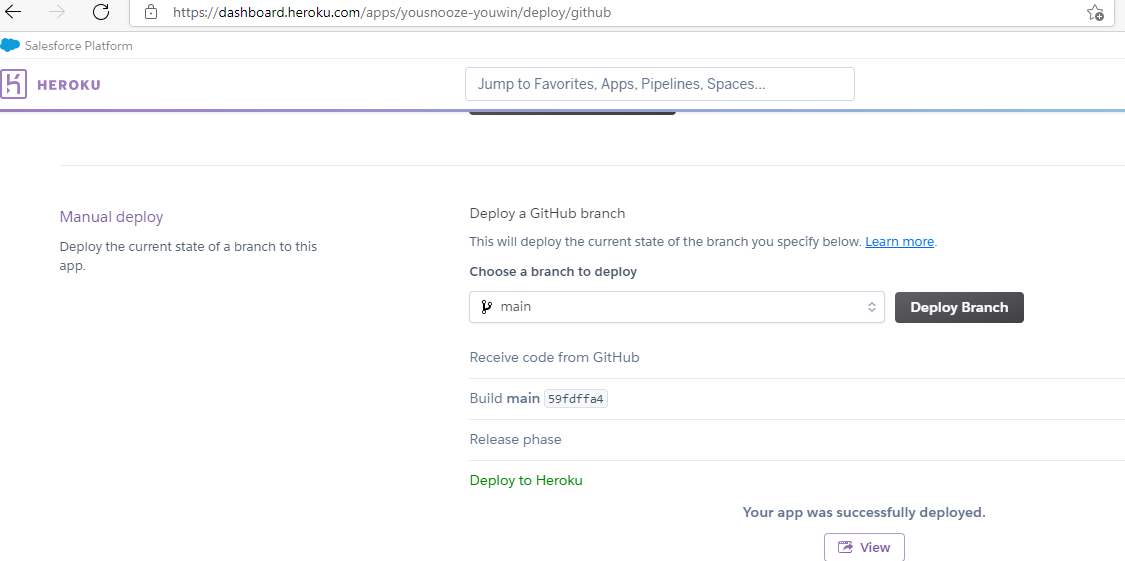 https://dashboard.heroku.com/apps/yousnooze-youwin/deploy/github
Salesforce Platform
HEROKU
Jump to Favorites, Apps, Pipelines, Spaces...
Manual deploy
Deploy the current state of a branch to this
app.
Deploy a GitHub branch
This will deploy the current state of the branch you specify below. Learn more.
Choose a branch to deploy
main
Deploy Branch
Receive code from GitHub
Build main 59fdffa4
Release phase
Deploy to Heroku
Your app was successfully deployed.
View